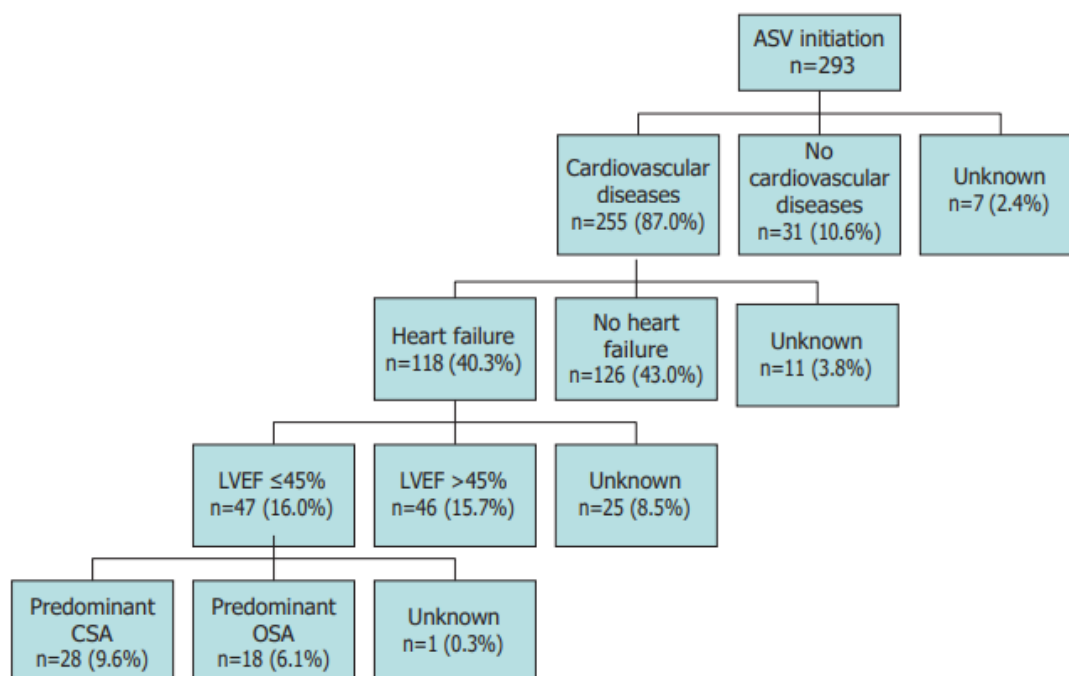 ASV initiation
n=293
Cardiovascular
diseases
n=255 (87.0%)
No
cardiovascular
diseases
n=31 (10.6%)
Unknown
n=7 (2.4%)
Heart failure
n=118 (40.3%)
No heart
failure
n=126 (43.0%)
Unknown
n=11 (3.8%)
LVEF ≤45%
n=47 (16.0%)
LVEF >45%
n=46 (15.7%)
Unknown
n=25 (8.5%)
Predominant
CSA
n=28 (9.6%)
Predominant
OSA
n=18 (6.1%)
Unknown
n=1 (0.3%)